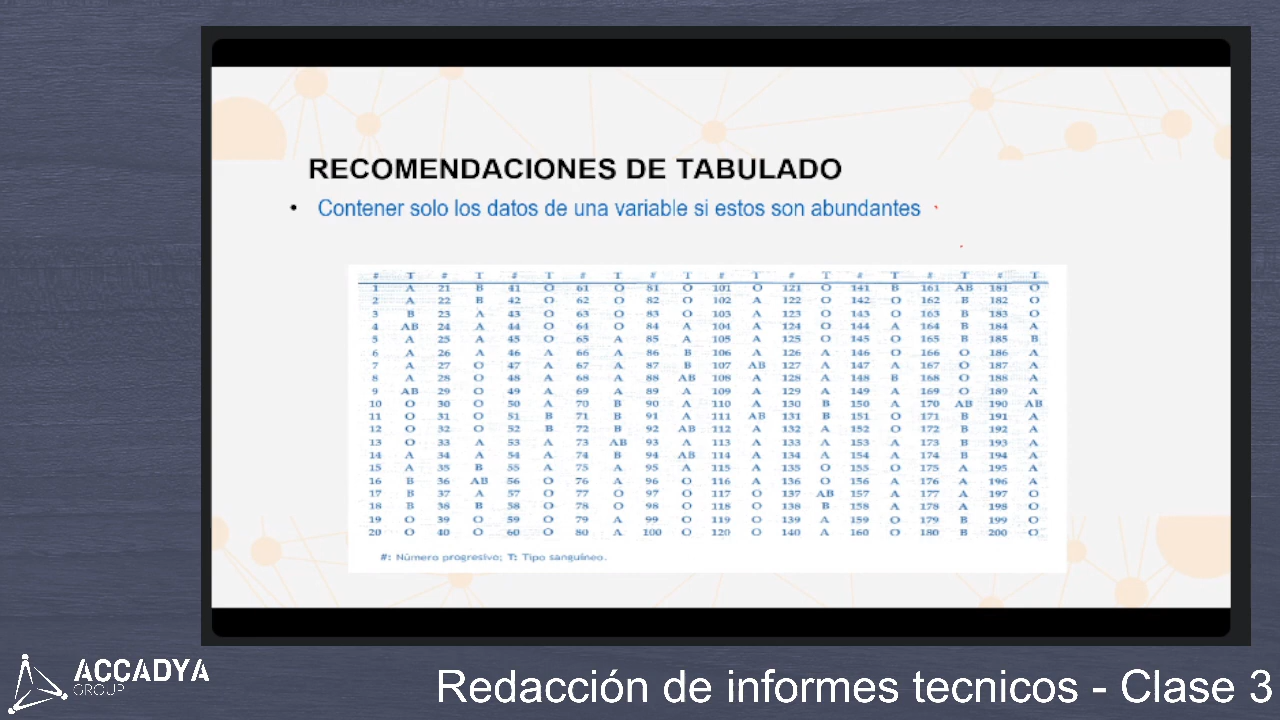 RECOMENDACIONES DE TABULADO
• Contener solo los datos de una variable si estos son abundantes
# T # T # T # T # T # T # T # T # T # T
1 A 21 B 41 O 61 O 81 O 101 O 121 O 141 B 161 AB 181 O
2 A 22 B 42 O 62 O 82 O 102 A 122 O 142 O 162 B 182 O
3 B 23 A 43 O 63 O 83 O 103 A 123 O 143 O 163 B 183 O
4 AB 24 A 44 O 64 O 84 A 104 A 124 O 144 A 164 B 184 A
5 A 25 A 45 O 65 A 85 A 105 A 125 O 145 O 165 B 185 B
6 A 26 A 46 A 66 A 86 B 106 A 126 A 146 O 166 O 186 A
7 A 27 O 47 A 67 A 87 B 107 AB 127 A 147 A 167 O 187 A
8 A 28 O 48 A 68 A 88 AB 108 A 128 A 148 B 168 O 188 A
9 AB 29 O 49 A 69 A 89 A 109 A 129 A 149 A 169 O 189 A
10 O 30 O 50 A 70 B 90 A 110 A 130 B 150 A 170 AB 190 AB
11 O 31 O 51 B 71 B 91 A 111 AB 131 B 151 O 171 B 191 A
12 O 32 O 52 B 72 B 92 AB 112 A 132 A 152 O 172 B 192 A
13 O 33 A 53 A 73 AB 93 A 113 A 133 A 153 A 173 B 193 A
14 A 34 A 54 A 74 B 94 AB 114 A 134 A 154 A 174 B 194 A
15 A 35 B 55 A 75 A 95 A 115 A 135 O 155 O 175 A 195 A
16 B 36 AB 56 O 76 A 96 O 116 A 136 O 156 A 176 A 196 A
17 B 37 A 57 O 77 O 97 O 117 O 137 AB 157 A 177 A 197 O
18 B 38 B 58 O 78 O 98 O 118 O 138 B 158 A 178 A 198 O
19 O 39 O 59 O 79 A 99 O 119 O 139 A 159 O 179 B 199 O
20 O 40 O 60 O 80 A 100 O 120 O 140 A 160 O 180 B 200 O
#: Número progresivo; T: Tipo sanguíneo.
ACCADYA
GROUP
Redacción de informes tecnicos - Clase 3